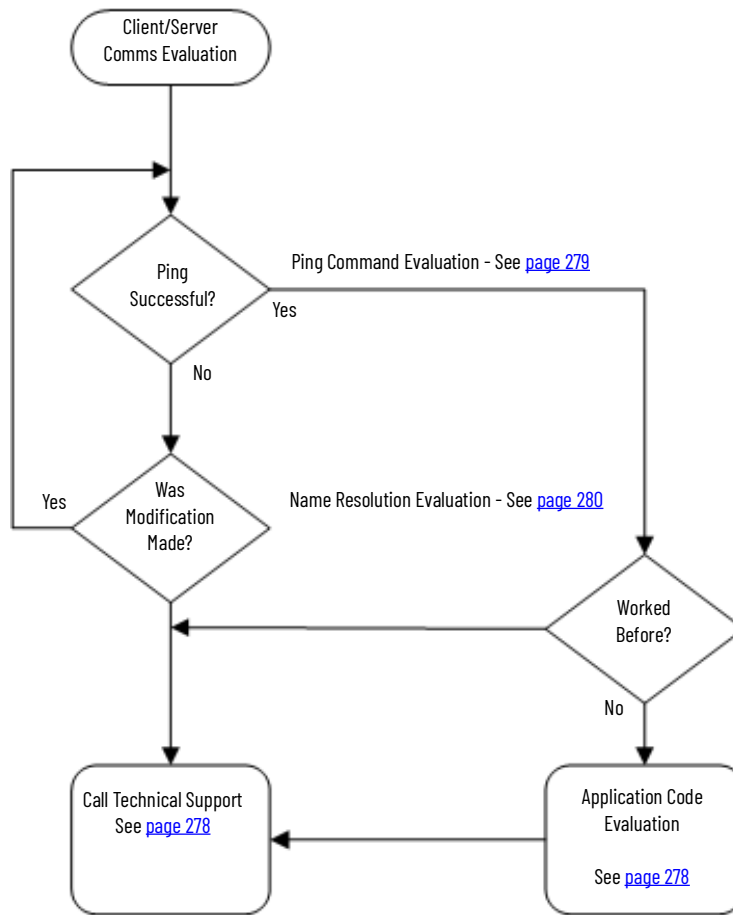 Client/Server
Comms Evaluation
Ping
Successful?
Ping Command Evaluation - See page 279
Yes
No
Was
Modification
Made?
Yes
Name Resolution Evaluation - See page 280
Worked
Before?
No
Call Technical Support
See page 278
Application Code
Evaluation
See page 278